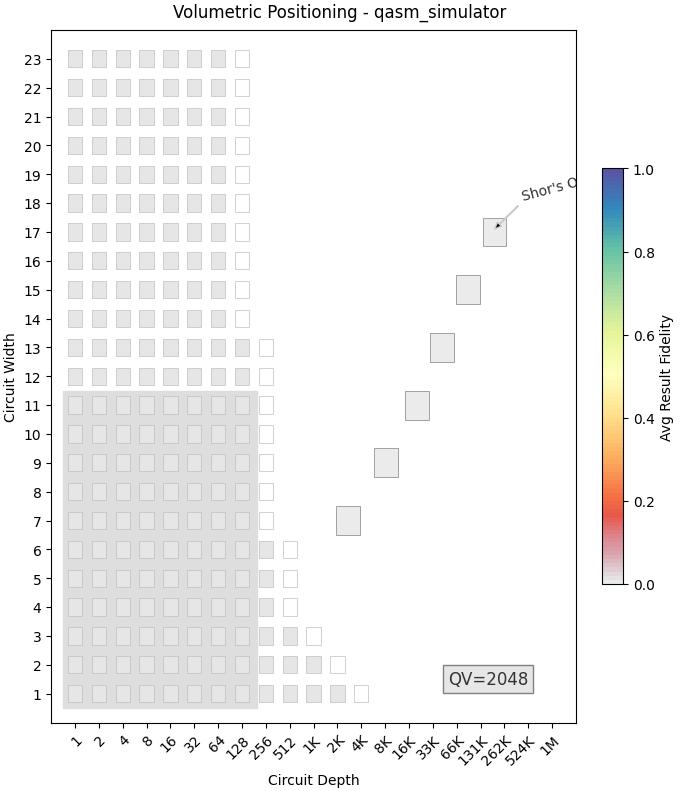 Volumetric Positioning - qasm_simulator
Circuit Width
23
22
21
20
19
18
17
16
15
14
13
12
11
10
9
8
7
6
5
4
3
2
1
Shor's O
QV=2048
1
2
4
8
16
32
64
128
256
512
1K
2K
4K
8K
16K
33K
66K
131K
262K
524K
1M
Circuit Depth
1.0
0.8
0.6
0.4
0.2
0.0
Avg Result Fidelity